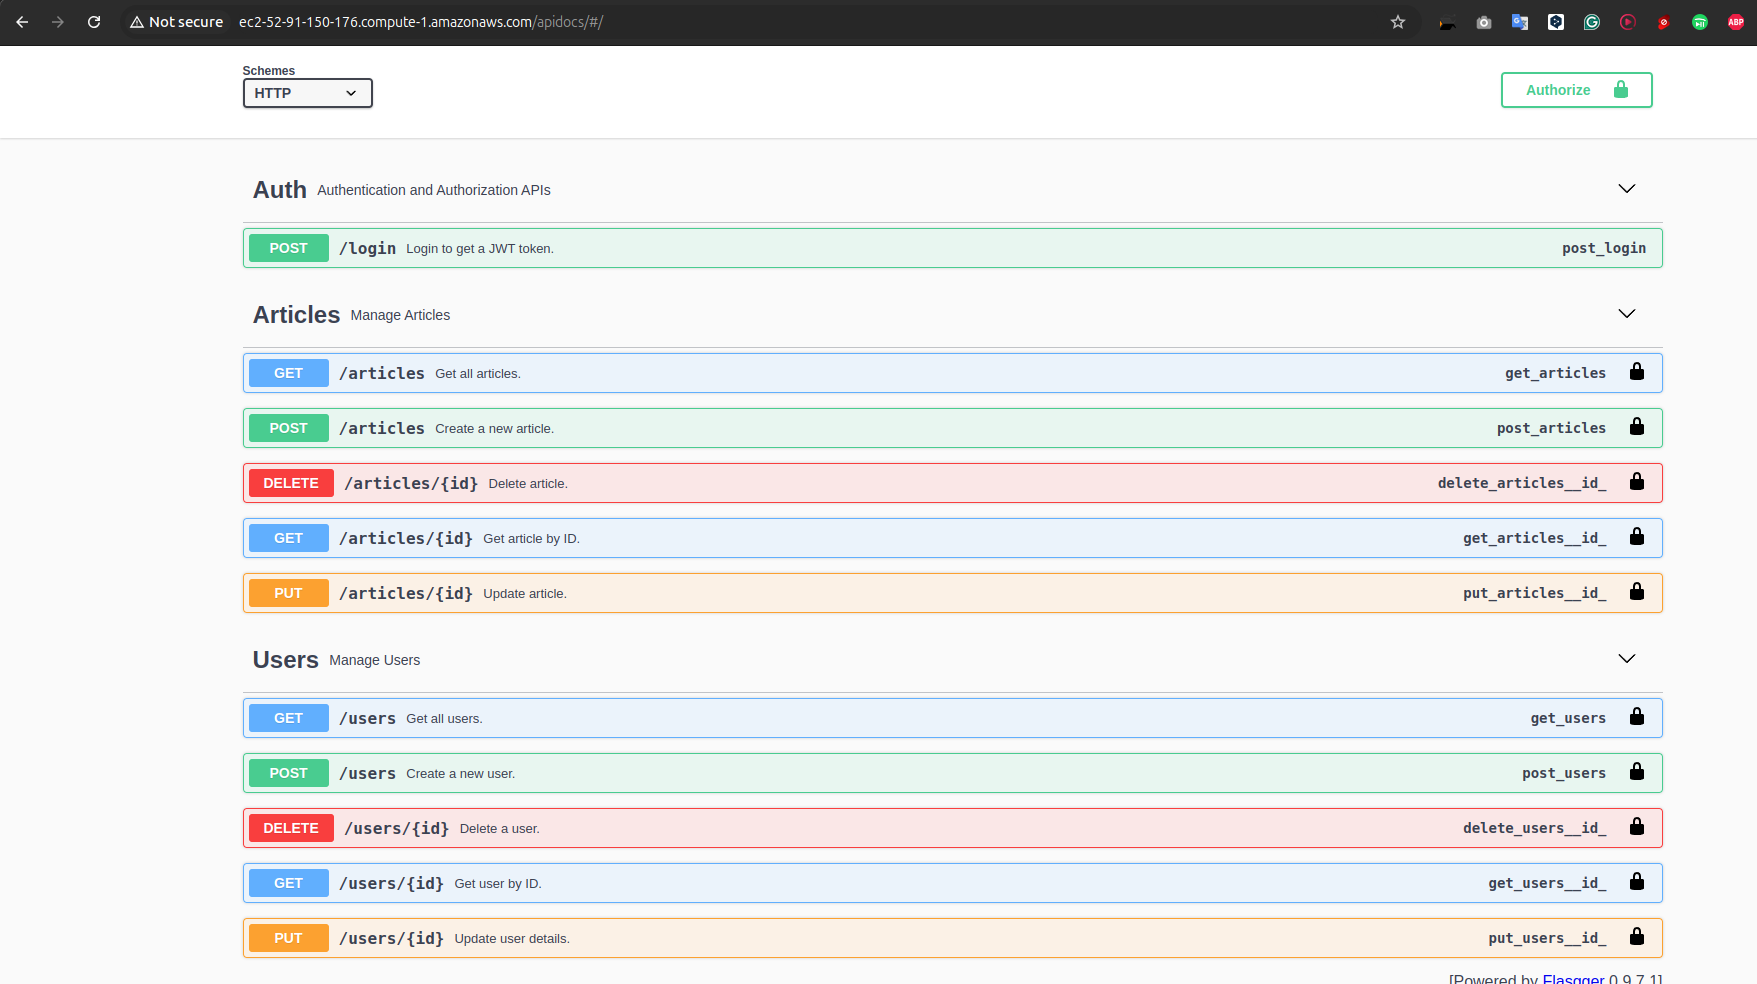 Not secure ec2-52-91-150-176.compute-1.amazonaws.com/apidocs/#/
Schemes
HTTP
Authorize
Auth Authentication and Authorization APIs
POST /login Login to get a JWT token. post_login
Articles Manage Articles
GET /articles Get all articles. get_articles
POST /articles Create a new article. post_articles
DELETE /articles/{id} Delete article. delete_articles__id_
GET /articles/{id} Get article by ID. get_articles__id_
PUT /articles/{id} Update article. put_articles__id_
Users Manage Users
GET /users Get all users. get_users
POST /users Create a new user. post_users
DELETE /users/{id} Delete a user. delete_users__id_
GET /users/{id} Get user by ID. get_users__id_
PUT /users/{id} Update user details. put_users__id_
[Powered by Flasgger 0.9.7.1]